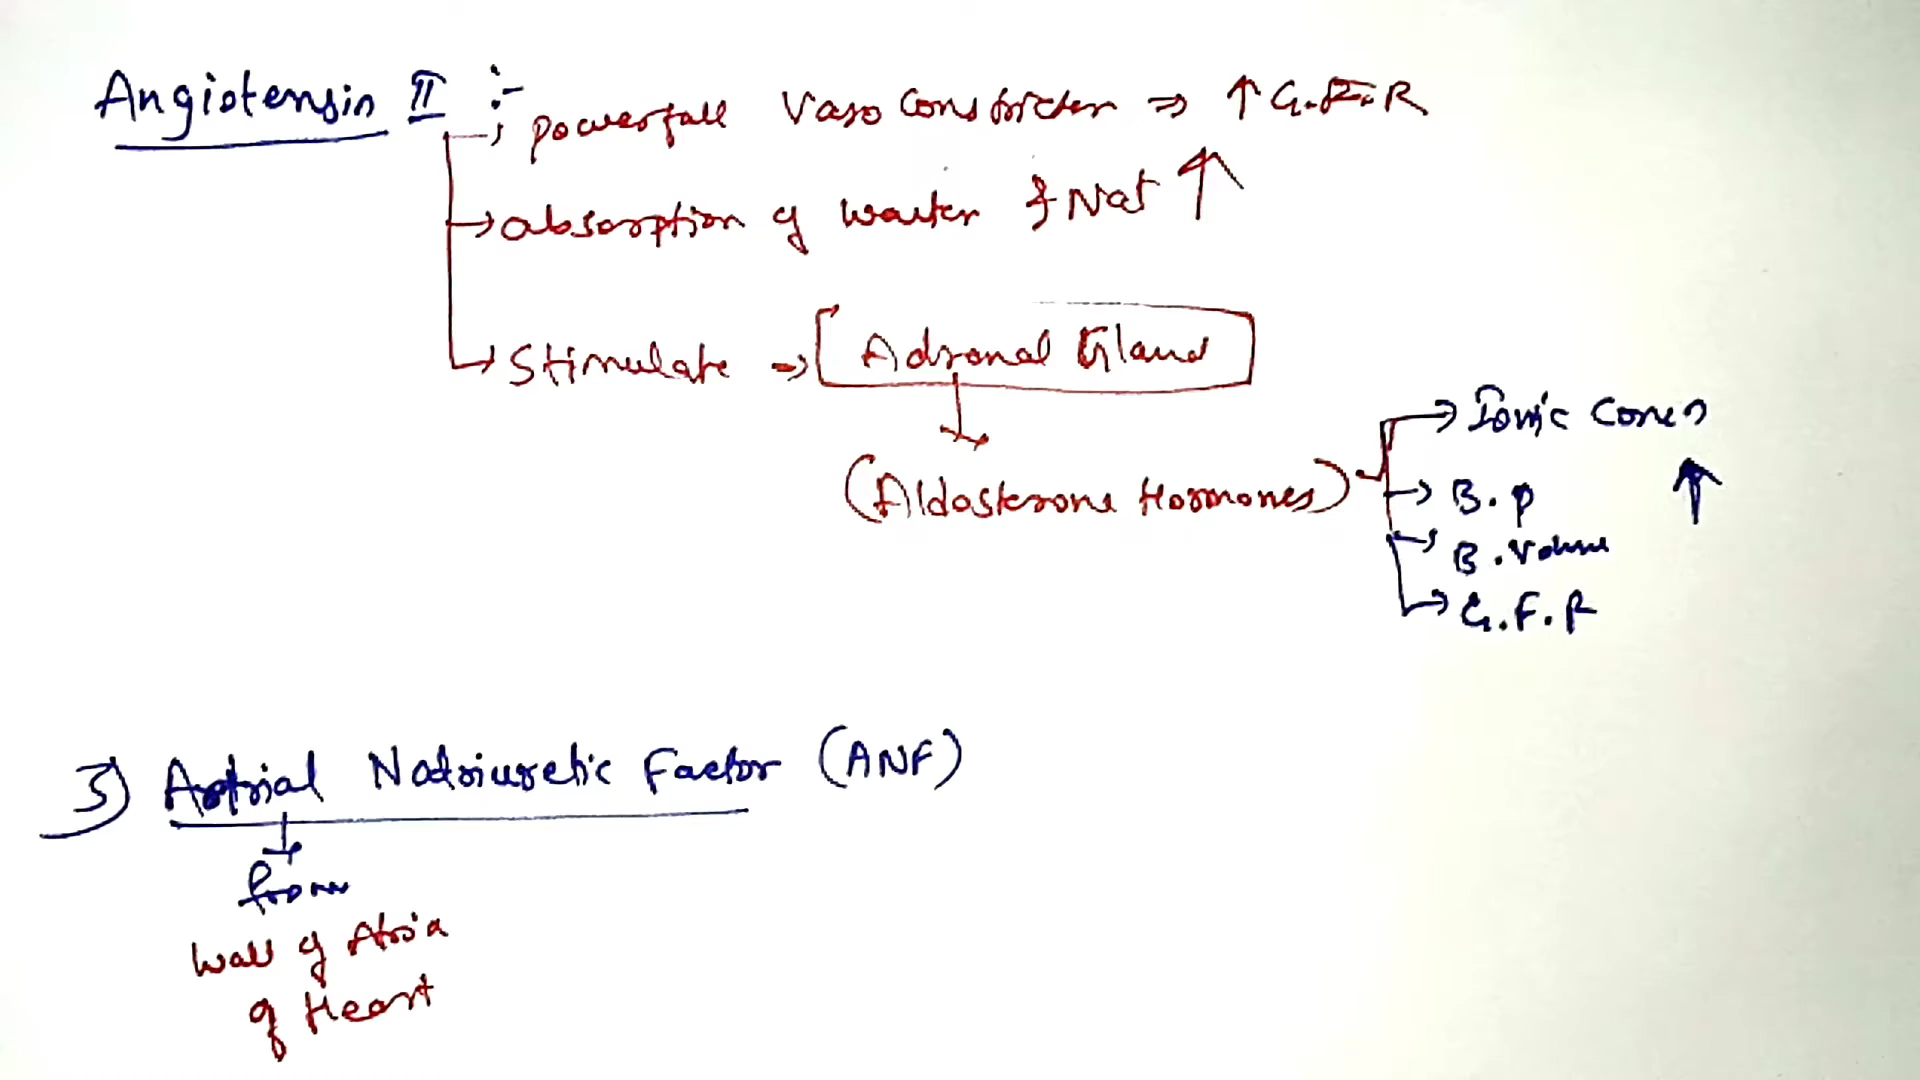 Angiotensin II :-
powerfull Vaso Constricter ⇒ ↑ G.F.R
→ absorption of water & Na+ ↑
→ Stimulate ⇒ [Adrenal Gland]
(Aldosterone Hormones)
→ Ionic Concn
→ B.P ↑
→ B.Volume
→ G.F.R
3) Atrial Natriuretic Factor (ANF)
from
wall of Atria
of Heart